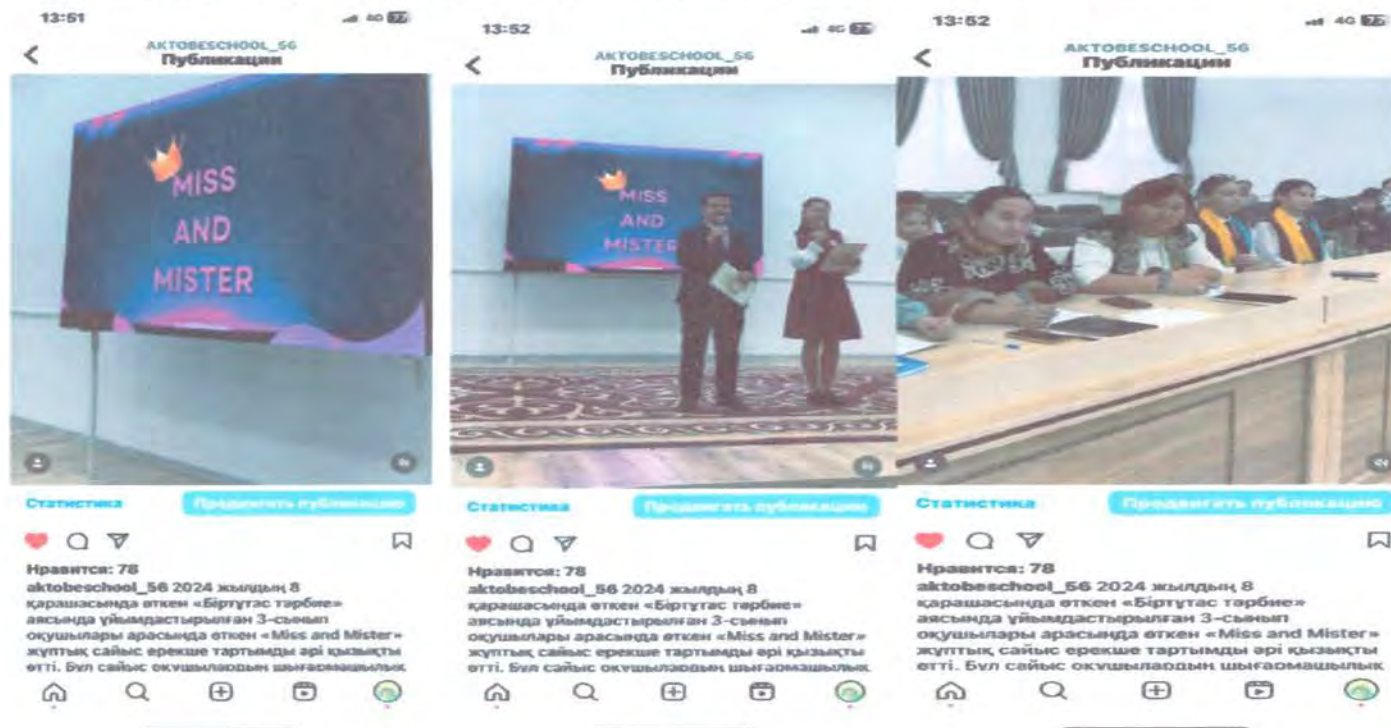 13:51
4G 77
AKTOBESCHOOL_56
Публикации
MISS
AND
MISTER
Статистика
Продвигать публикацию
Нравится: 78
aktobeschool_56 2024 жылдың 8
қарашасында өткен «Біртұтас тәрбие»
аясында ұйымдастырылған 3-сынып
оқушылары арасында өткен «Miss and Mister»
жұптық сайыс ерекше тартымды әрі қызықты
өтті. Бұл сайыс оқушылардың шығармашылық
13:52
4G
AKTOBESCHOOL_56
Публикации
MISS
AND
MISTER
Статистика
Продвигать публикацию
Нравится: 78
aktobeschool_56 2024 жылдың 8
қарашасында өткен «Біртұтас тәрбие»
аясында ұйымдастырылған 3-сынып
оқушылары арасында өткен «Miss and Mister»
жұптық сайыс ерекше тартымды әрі қызықты
өтті. Бұл сайыс оқушылардың шығармашылық
13:52
4G
AKTOBESCHOOL_56
Публикации
Статистика
Продвигать публикацию
Нравится: 78
aktobeschool_56 2024 жылдың 8
қарашасында өткен «Біртұтас тәрбие»
аясында ұйымдастырылған 3-сынып
оқушылары арасында өткен «Miss and Mister»
жұптық сайыс ерекше тартымды әрі қызықты
өтті. Бұл сайыс оқушылардың шығармашылық